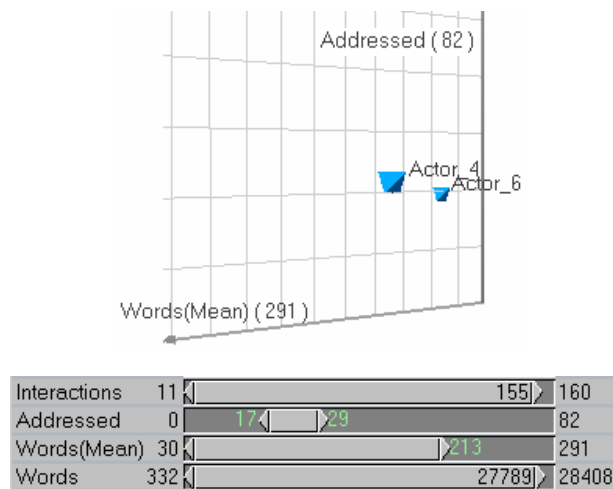 Addressed ( 82 )
Actor_4
Actor_6
Words(Mean) ( 291 )
Interactions 11 155 160
Addressed 0 17 29 82
Words(Mean) 30 213 291
Words 332 27789 28408